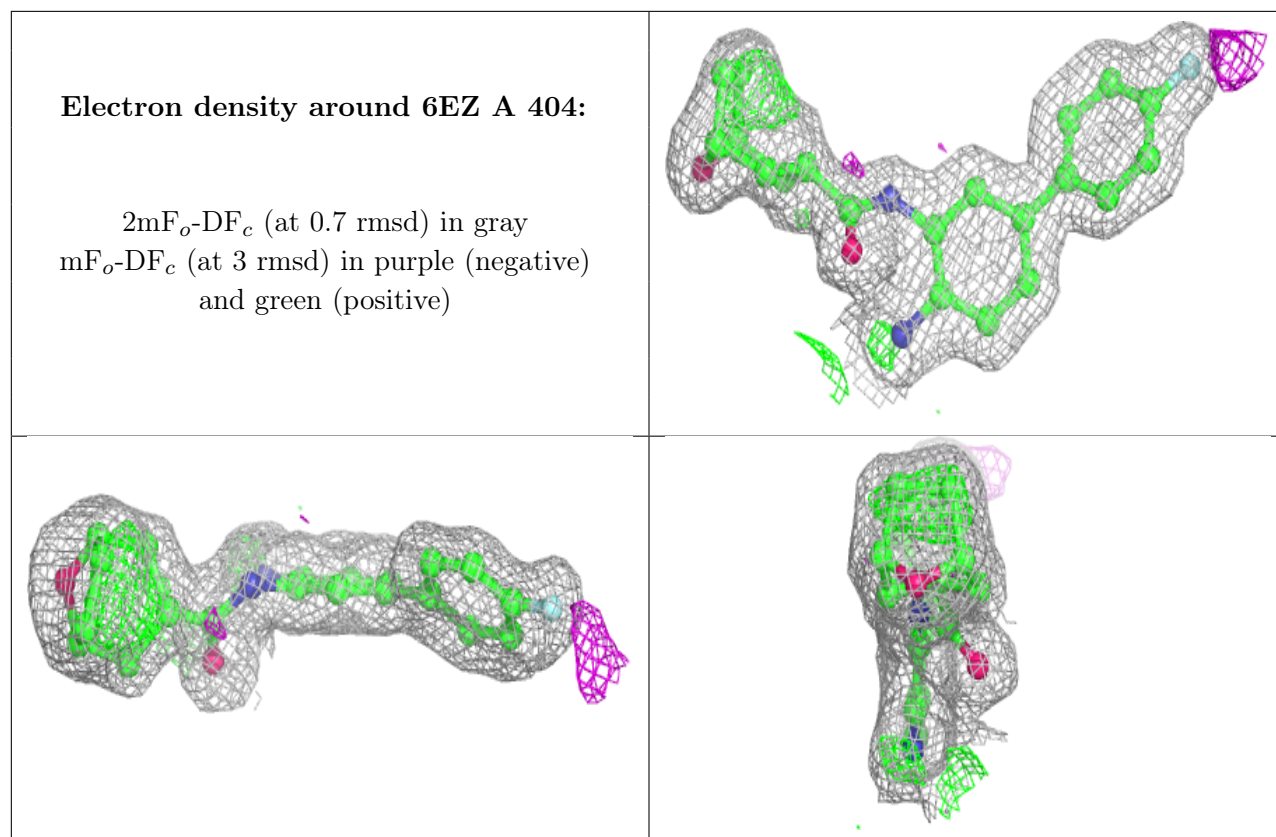 Electron density around 6EZ A 404:
2mFo-DFc (at 0.7 rmsd) in gray
mFo-DFc (at 3 rmsd) in purple (negative)
and green (positive)